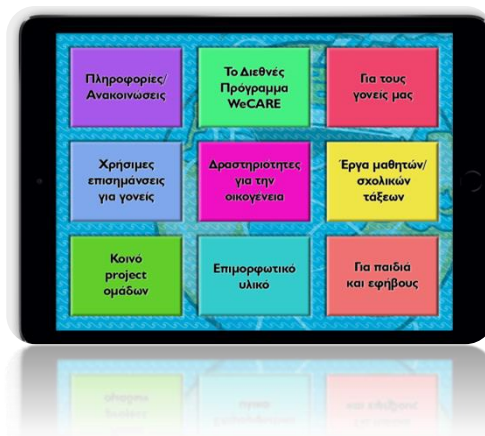 Πληροφορίες/
Ανακοινώσεις
Το Διεθνές
Πρόγραμμα
WeCARE
Για τους
γονείς μας
Χρήσιμες
επισημάνσεις
για γονείς
Δραστηριότητες
για την
οικογένεια
Έργα μαθητών/
σχολικών
τάξεων
Κοινό
project
ομάδων
Επιμορφωτικό
υλικό
Για παιδιά
και εφήβους